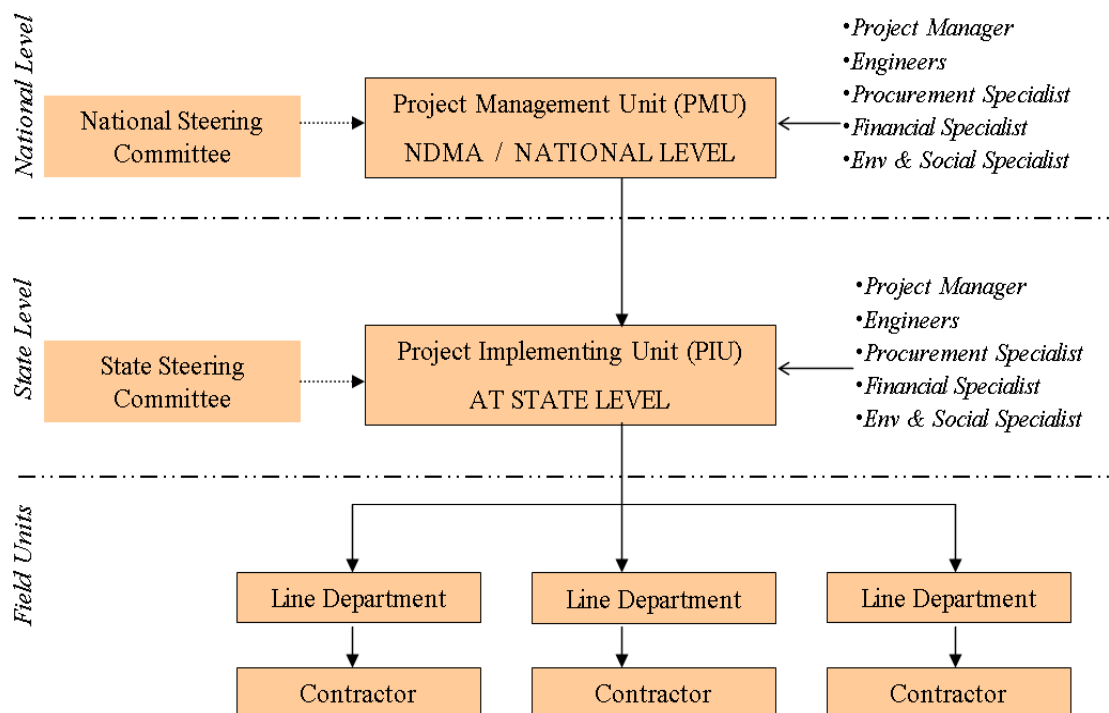 National Level
National Steering
Committee
Project Management Unit (PMU)
NDMA / NATIONAL LEVEL
•Project Manager
•Engineers
•Procurement Specialist
•Financial Specialist
•Env & Social Specialist
State Level
State Steering
Committee
Project Implementing Unit (PIU)
AT STATE LEVEL
•Project Manager
•Engineers
•Procurement Specialist
•Financial Specialist
•Env & Social Specialist
Field Units
Line Department
Line Department
Line Department
Contractor
Contractor
Contractor